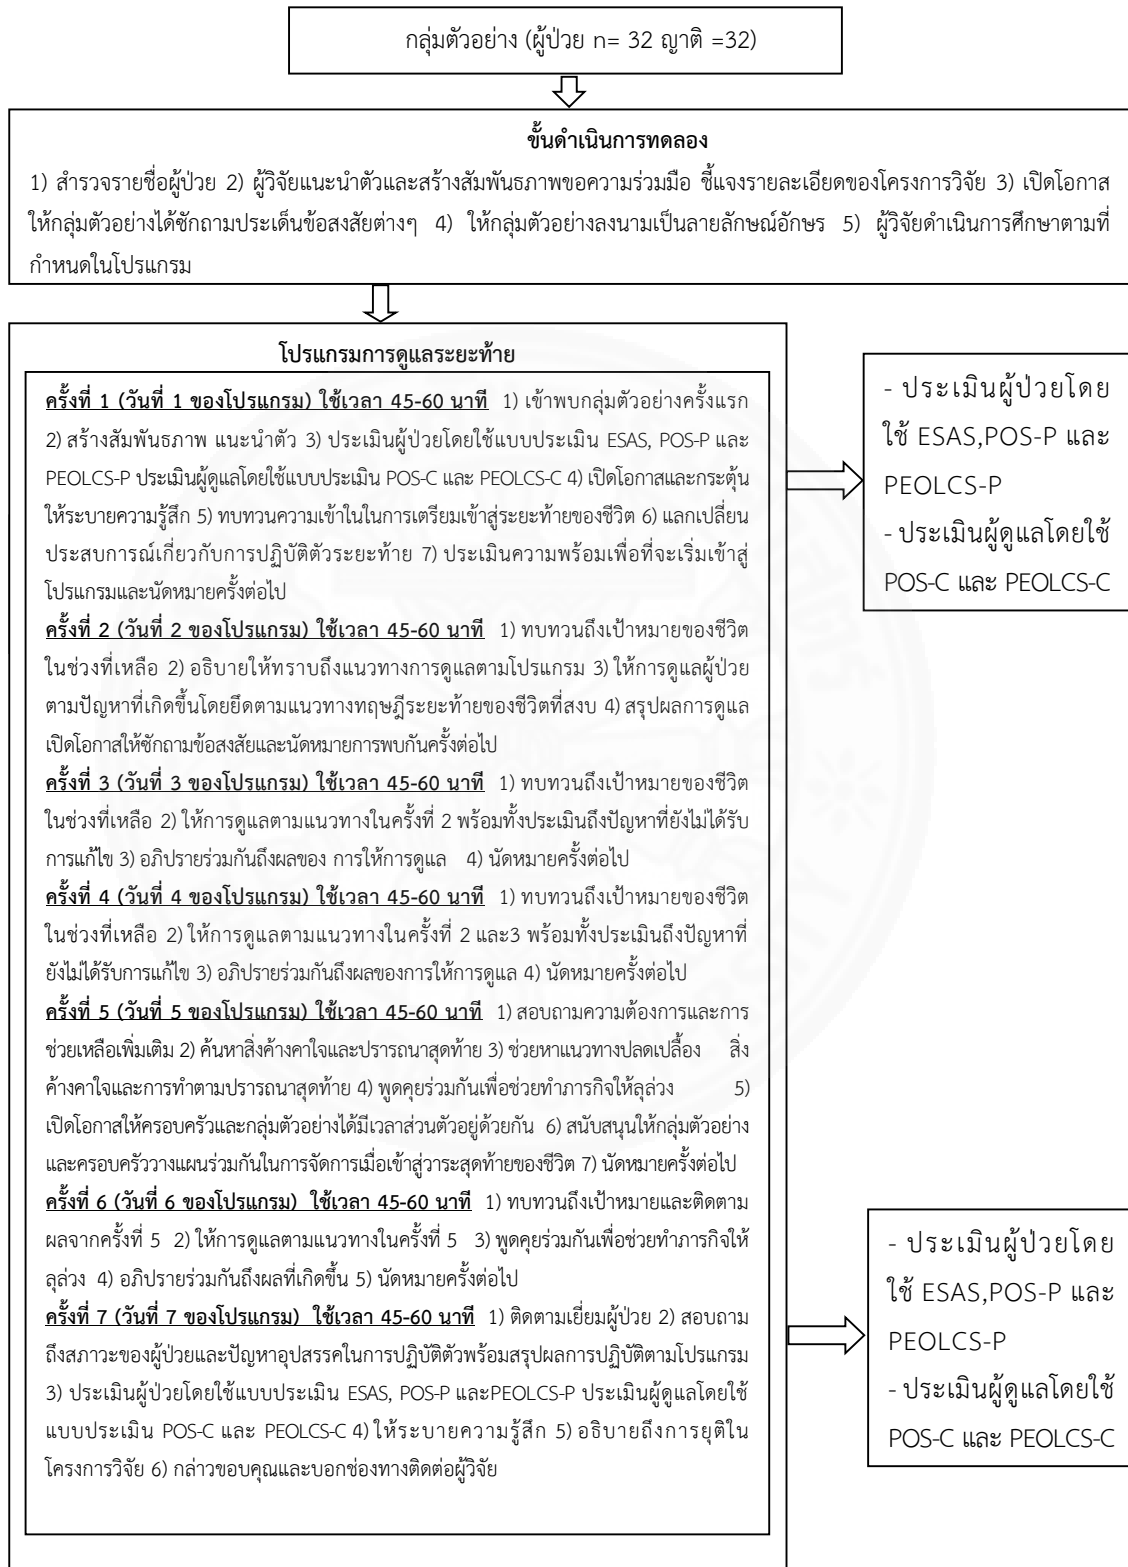 กลุ่มตัวอย่าง (ผู้ป่วย n= 32 ญาติ =32)
ขั้นดำเนินการทดลอง
1) สำรวจรายชื่อผู้ป่วย 2) ผู้วิจัยแนะนำตัวและสร้างสัมพันธภาพขอความร่วมมือ ชี้แจงรายละเอียดของโครงการวิจัย 3) เปิดโอกาส
ให้กลุ่มตัวอย่างได้ซักถามประเด็นข้อสงสัยต่างๆ 4) ให้กลุ่มตัวอย่างลงนามเป็นลายลักษณ์อักษร 5) ผู้วิจัยดำเนินการศึกษาตามที่
กำหนดในโปรแกรม
โปรแกรมการดูแลระยะท้าย
ครั้งที่ 1 (วันที่ 1 ของโปรแกรม) ใช้เวลา 45-60 นาที 1) เข้าพบกลุ่มตัวอย่างครั้งแรก
2) สร้างสัมพันธภาพ แนะนำตัว 3) ประเมินผู้ป่วยโดยใช้แบบประเมิน ESAS, POS-P และ
PEOLCS-P ประเมินผู้ดูแลโดยใช้แบบประเมิน POS-C และ PEOLCS-C 4) เปิดโอกาสและกระตุ้น
ให้ระบายความรู้สึก 5) ทบทวนความเข้าในในการเตรียมเข้าสู่ระยะท้ายของชีวิต 6) แลกเปลี่ยน
ประสบการณ์เกี่ยวกับการปฏิบัติตัวระยะท้าย 7) ประเมินความพร้อมเพื่อที่จะเริ่มเข้าสู่
โปรแกรมและนัดหมายครั้งต่อไป
ครั้งที่ 2 (วันที่ 2 ของโปรแกรม) ใช้เวลา 45-60 นาที 1) ทบทวนถึงเป้าหมายของชีวิต
ในช่วงที่เหลือ 2) อธิบายให้ทราบถึงแนวทางการดูแลตามโปรแกรม 3) ให้การดูแลผู้ป่วย
ตามปัญหาที่เกิดขึ้นโดยยึดตามแนวทางทฤษฎีระยะท้ายของชีวิตที่สงบ 4) สรุปผลการดูแล
เปิดโอกาสให้ซักถามข้อสงสัยและนัดหมายการพบกันครั้งต่อไป
ครั้งที่ 3 (วันที่ 3 ของโปรแกรม) ใช้เวลา 45-60 นาที 1) ทบทวนถึงเป้าหมายของชีวิต
ในช่วงที่เหลือ 2) ให้การดูแลตามแนวทางในครั้งที่ 2 พร้อมทั้งประเมินถึงปัญหาที่ยังไม่ได้รับ
การแก้ไข 3) อภิปรายร่วมกันถึงผลของ การให้การดูแล 4) นัดหมายครั้งต่อไป
ครั้งที่ 4 (วันที่ 4 ของโปรแกรม) ใช้เวลา 45-60 นาที 1) ทบทวนถึงเป้าหมายของชีวิต
ในช่วงที่เหลือ 2) ให้การดูแลตามแนวทางในครั้งที่ 2 และ3 พร้อมทั้งประเมินถึงปัญหาที่
ยังไม่ได้รับการแก้ไข 3) อภิปรายร่วมกันถึงผลของการให้การดูแล 4) นัดหมายครั้งต่อไป
ครั้งที่ 5 (วันที่ 5 ของโปรแกรม) ใช้เวลา 45-60 นาที 1) สอบถามความต้องการและการ
ช่วยเหลือเพิ่มเติม 2) ค้นหาสิ่งค้างคาใจและปรารถนาสุดท้าย 3) ช่วยหาแนวทางปลดเปลื้อง สิ่ง
ค้างคาใจและการทำตามปรารถนาสุดท้าย 4) พูดคุยร่วมกันเพื่อช่วยทำภารกิจให้ลุล่วง 5)
เปิดโอกาสให้ครอบครัวและกลุ่มตัวอย่างได้มีเวลาส่วนตัวอยู่ด้วยกัน 6) สนับสนุนให้กลุ่มตัวอย่าง
และครอบครัววางแผนร่วมกันในการจัดการเมื่อเข้าสู่วาระสุดท้ายของชีวิต 7) นัดหมายครั้งต่อไป
ครั้งที่ 6 (วันที่ 6 ของโปรแกรม) ใช้เวลา 45-60 นาที 1) ทบทวนถึงเป้าหมายและติดตาม
ผลจากครั้งที่ 5 2) ให้การดูแลตามแนวทางในครั้งที่ 5 3) พูดคุยร่วมกันเพื่อช่วยทำภารกิจให้
ลุล่วง 4) อภิปรายร่วมกันถึงผลที่เกิดขึ้น 5) นัดหมายครั้งต่อไป
ครั้งที่ 7 (วันที่ 7 ของโปรแกรม) ใช้เวลา 45-60 นาที 1) ติดตามเยี่ยมผู้ป่วย 2) สอบถาม
ถึงสภาวะของผู้ป่วยและปัญหาอุปสรรคในการปฏิบัติตัวพร้อมสรุปผลการปฏิบัติตามโปรแกรม
3) ประเมินผู้ป่วยโดยใช้แบบประเมิน ESAS, POS-P และPEOLCS-P ประเมินผู้ดูแลโดยใช้
แบบประเมิน POS-C และ PEOLCS-C 4) ให้ระบายความรู้สึก 5) อธิบายถึงการยุติใน
โครงการวิจัย 6) กล่าวขอบคุณและบอกช่องทางติดต่อผู้วิจัย
- ประเมินผู้ป่วยโดย
ใช้ ESAS,POS-P และ
PEOLCS-P
- ประเมินผู้ดูแลโดยใช้
POS-C และ PEOLCS-C
- ประเมินผู้ป่วยโดย
ใช้ ESAS,POS-P และ
PEOLCS-P
- ประเมินผู้ดูแลโดยใช้
POS-C และ PEOLCS-C